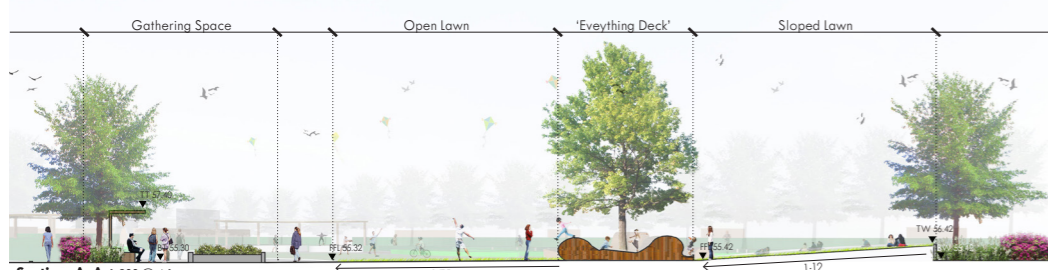 Gathering Space
Open Lawn
'Eveything Deck'
Sloped Lawn
TT 57.40
BT 55.30
FFL 55.32
FFL 55.42
TW 56.42
1:12